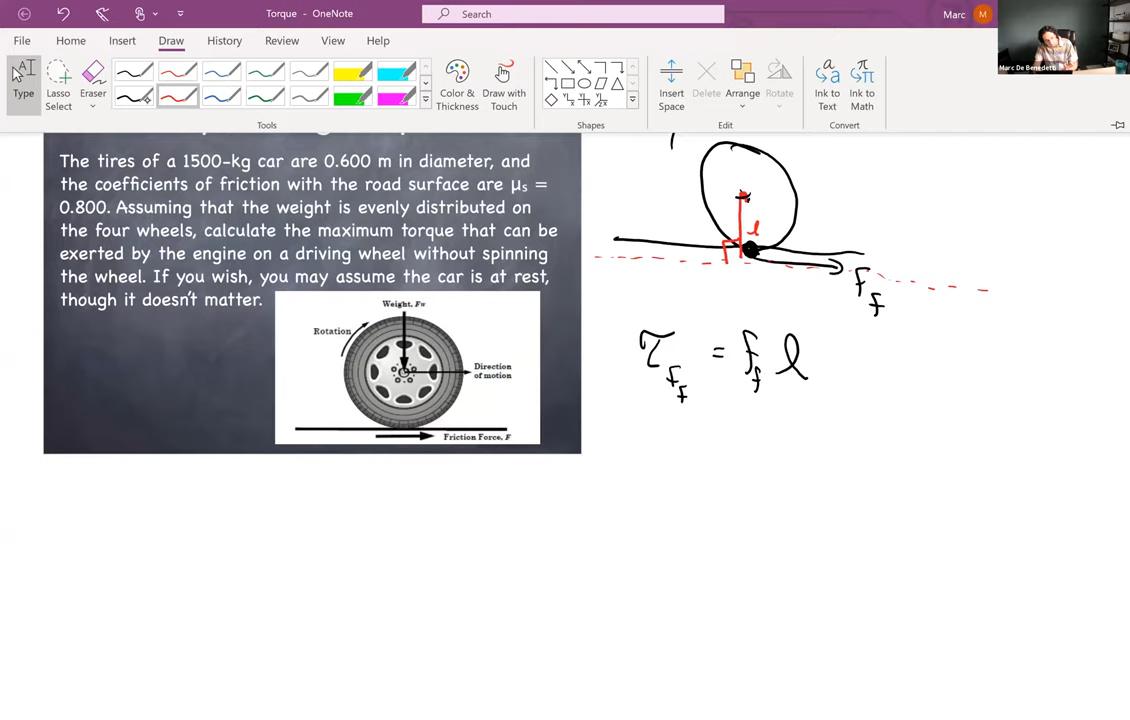 Torque - OneNote
Search
Marc
M
File
Home
Insert
Draw
History
Review
View
Help
Marc De Benedetti
Type
Lasso
Select
Eraser
Color &
Thickness
Draw with
Touch
Insert
Space
Delete
Arrange
Rotate
Ink to
Text
Ink to
Math
Tools
Shapes
Edit
Convert
The tires of a 1500-kg car are 0.600 m in diameter, and
the coefficients of friction with the road surface are μs =
0.800. Assuming that the weight is evenly distributed on
the four wheels, calculate the maximum torque that can be
exerted by the engine on a driving wheel without spinning
the wheel. If you wish, you may assume the car is at rest,
though it doesn't matter.
Weight, Fw
Rotation
Direction
of motion
Friction Force, F
l
Ff
τFf = Ff l